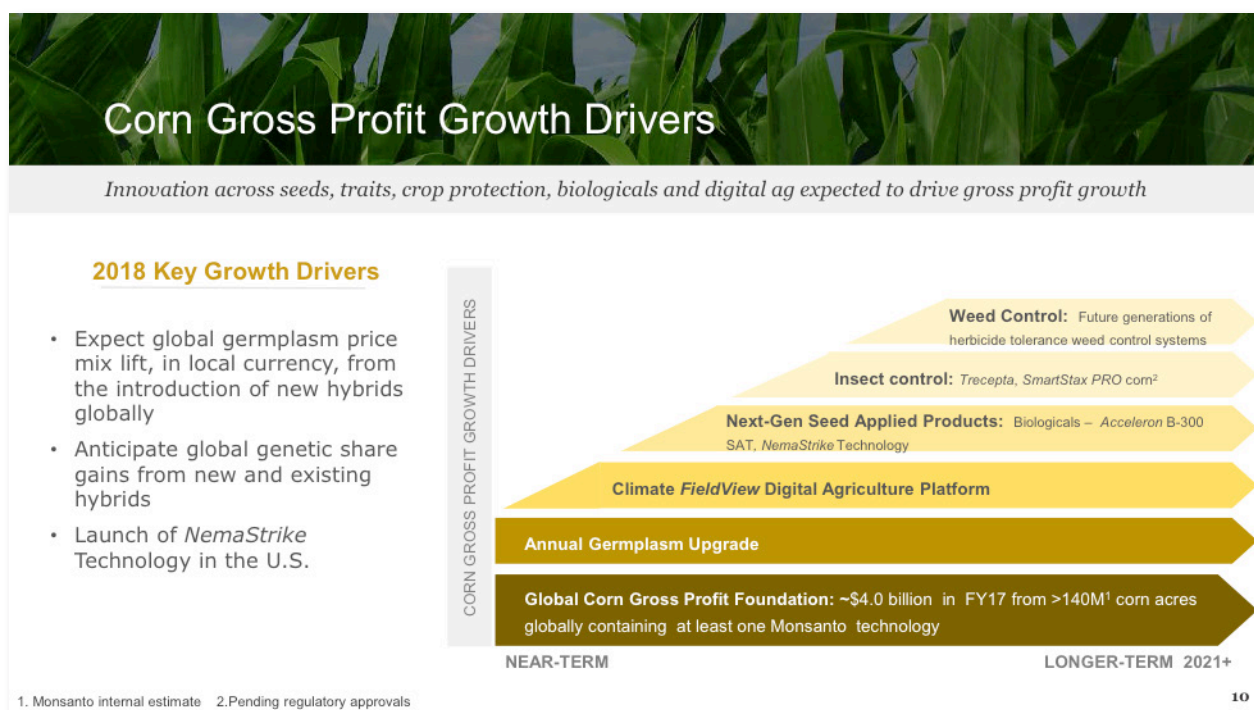 Corn Gross Profit Growth Drivers
Innovation across seeds, traits, crop protection, biologicals and digital ag expected to drive gross profit growth
2018 Key Growth Drivers
• Expect global germplasm price
mix lift, in local currency, from
the introduction of new hybrids
globally
• Anticipate global genetic share
gains from new and existing
hybrids
• Launch of NemaStrike
Technology in the U.S.
CORN GROSS PROFIT GROWTH DRIVERS
Weed Control: Future generations of
herbicide tolerance weed control systems
Insect control: Trecepta, SmartStax PRO corn²
Next-Gen Seed Applied Products: Biologicals – Acceleron B-300
SAT, NemaStrike Technology
Climate FieldView Digital Agriculture Platform
Annual Germplasm Upgrade
Global Corn Gross Profit Foundation: ~$4.0 billion in FY17 from >140M¹ corn acres
globally containing at least one Monsanto technology
NEAR-TERM
LONGER-TERM 2021+
1. Monsanto internal estimate 2.Pending regulatory approvals
10